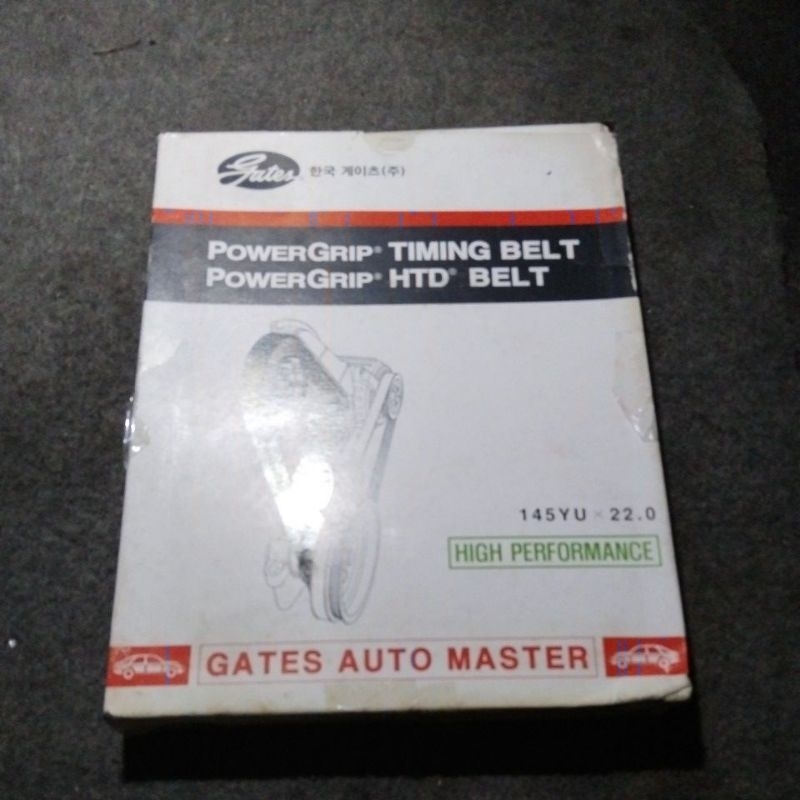 Gates 한국 게이츠(주)
POWERGRIP® TIMING BELT
POWERGRIP® HTD® BELT
145YU × 22.0
HIGH PERFORMANCE
GATES AUTO MASTER